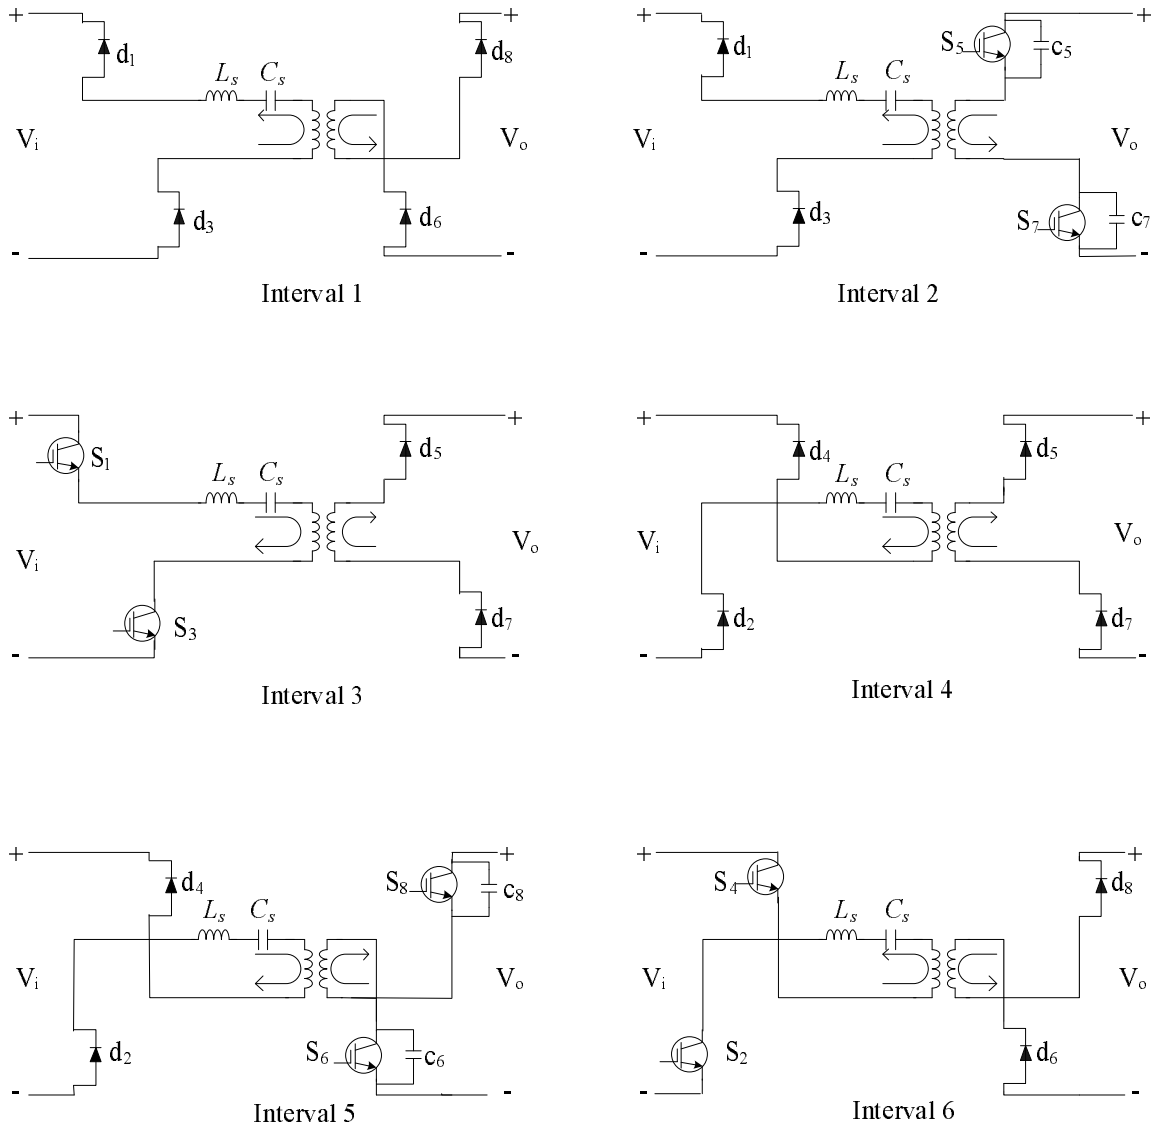 + + + +
d₁ d₈ d₁ S₅ c₅
Lₛ Cₛ Lₛ Cₛ
Vᵢ Vₒ Vᵢ Vₒ
d₃ d₆ d₃ S₇ c₇
- - - -
Interval 1 Interval 2
+ + + +
S₁ d₅ d₄ d₅
Lₛ Cₛ Lₛ Cₛ
Vᵢ Vₒ Vᵢ Vₒ
S₃ d₇ d₂ d₇
- - - -
Interval 3 Interval 4
+ + + +
d₄ S₈ c₈ S₄ d₈
Lₛ Cₛ Lₛ Cₛ
Vᵢ Vₒ Vᵢ Vₒ
d₂ S₆ c₆ S₂ d₆
- - - -
Interval 5 Interval 6